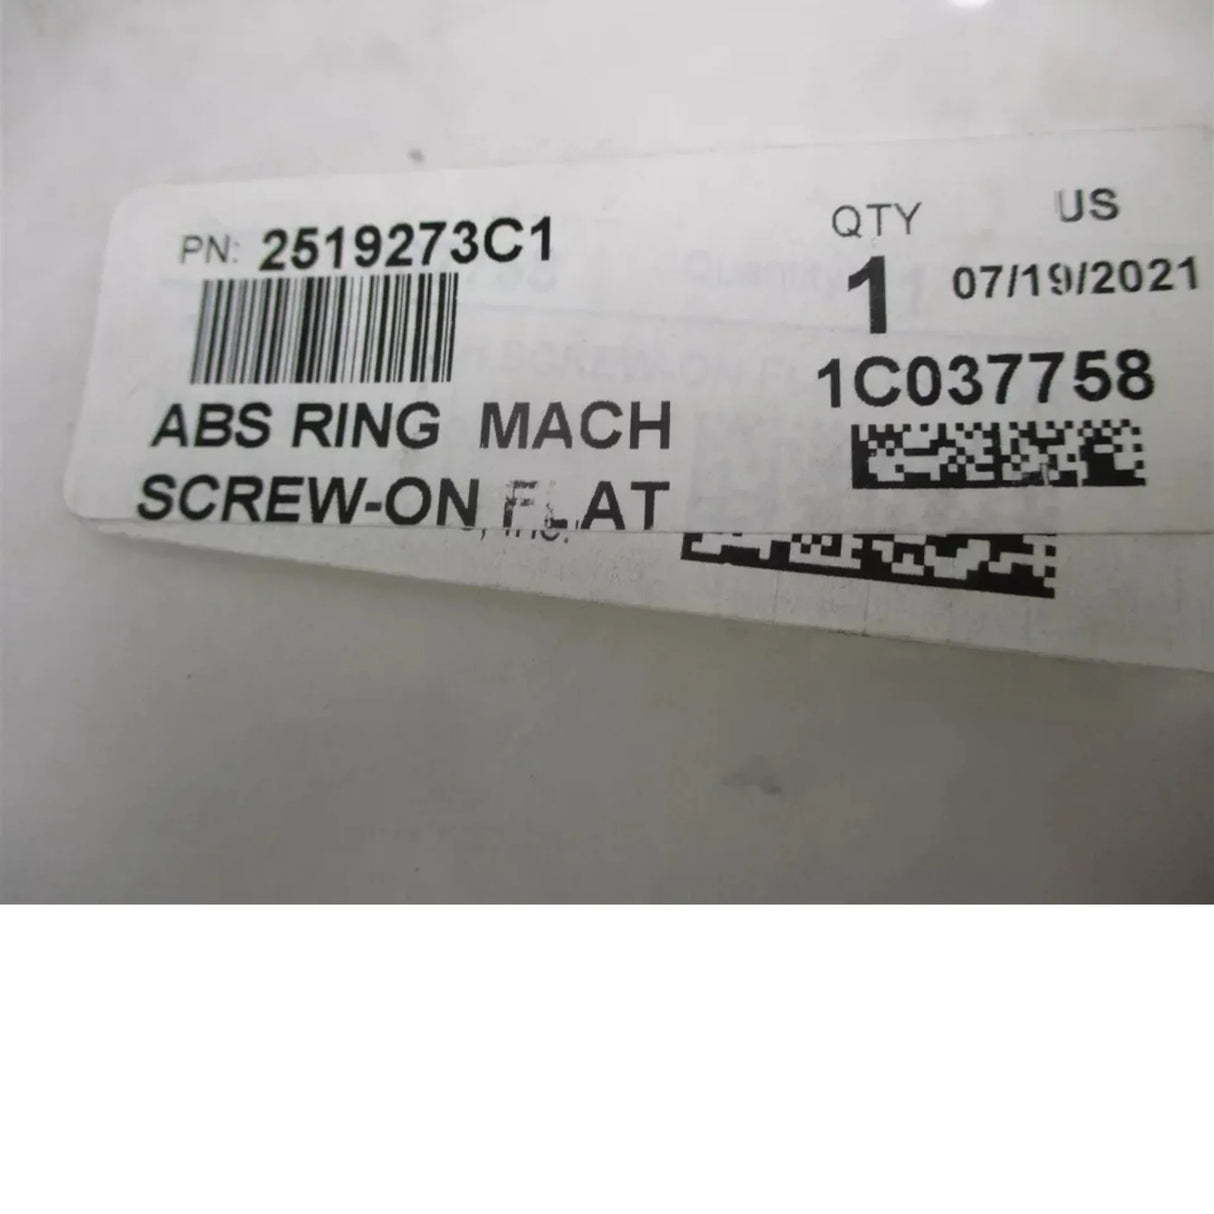 PN: 2519273C1
QTY US
1 07/19/2021
1C037758
ABS RING MACH
SCREW-ON FLAT